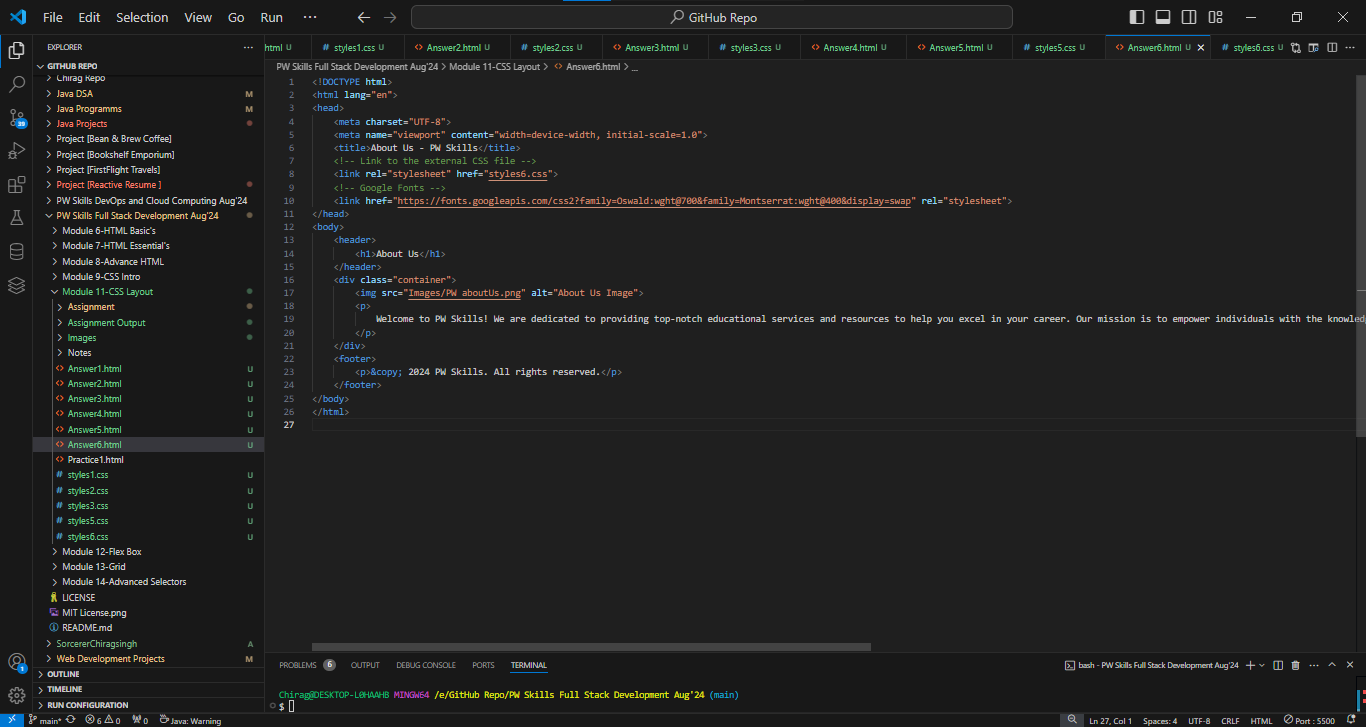 File Edit Selection View Go Run ··· GitHub Repo
EXPLORER ···
GITHUB REPO
Chirag Repo
Java DSA M
Java Programms M
Java Projects
Project [Bean & Brew Coffee]
Project [Bookshelf Emporium]
Project [FirstFlight Travels]
Project [Reactive Resume ]
PW Skills DevOps and Cloud Computing Aug'24
PW Skills Full Stack Development Aug'24
Module 6-HTML Basic's
Module 7-HTML Essential's
Module 8-Advance HTML
Module 9-CSS Intro
Module 11-CSS Layout
Assignment
Assignment Output
Images
Notes
Answer1.html U
Answer2.html U
Answer3.html U
Answer4.html U
Answer5.html U
Answer6.html U
Practice1.html
styles1.css U
styles2.css U
styles3.css U
styles5.css U
styles6.css U
Module 12-Flex Box
Module 13-Grid
Module 14-Advanced Selectors
LICENSE
MIT License.png
README.md
SorcererChiragsingh A
Web Development Projects M
OUTLINE
TIMELINE
RUN CONFIGURATION
html U styles1.css U Answer2.html U styles2.css U Answer3.html U styles3.css U Answer4.html U Answer5.html U styles5.css U Answer6.html U styles6.css U
PW Skills Full Stack Development Aug'24 > Module 11-CSS Layout > Answer6.html > ...
1 <!DOCTYPE html>
2 <html lang="en">
3 <head>
4 <meta charset="UTF-8">
5 <meta name="viewport" content="width=device-width, initial-scale=1.0">
6 <title>About Us - PW Skills</title>
7 <!-- Link to the external CSS file -->
8 <link rel="stylesheet" href="styles6.css">
9 <!-- Google Fonts -->
10 <link href="https://fonts.googleapis.com/css2?family=Oswald:wght@700&family=Montserrat:wght@400&display=swap" rel="stylesheet">
11 </head>
12 <body>
13 <header>
14 <h1>About Us</h1>
15 </header>
16 <div class="container">
17 <img src="Images/PW aboutUs.png" alt="About Us Image">
18 <p>
19 Welcome to PW Skills! We are dedicated to providing top-notch educational services and resources to help you excel in your career. Our mission is to empower individuals with the knowled
20 </p>
21 </div>
22 <footer>
23 <p>&copy; 2024 PW Skills. All rights reserved.</p>
24 </footer>
25 </body>
26 </html>
27
PROBLEMS 6 OUTPUT DEBUG CONSOLE PORTS TERMINAL bash - PW Skills Full Stack Development Aug'24
Chirag@DESKTOP-L0HAAHB MINGW64 /e/GitHub Repo/PW Skills Full Stack Development Aug'24 (main)
$
39
1
main* 6 0 0 Java: Warning Ln 27, Col 1 Spaces: 4 UTF-8 CRLF HTML Port : 5500